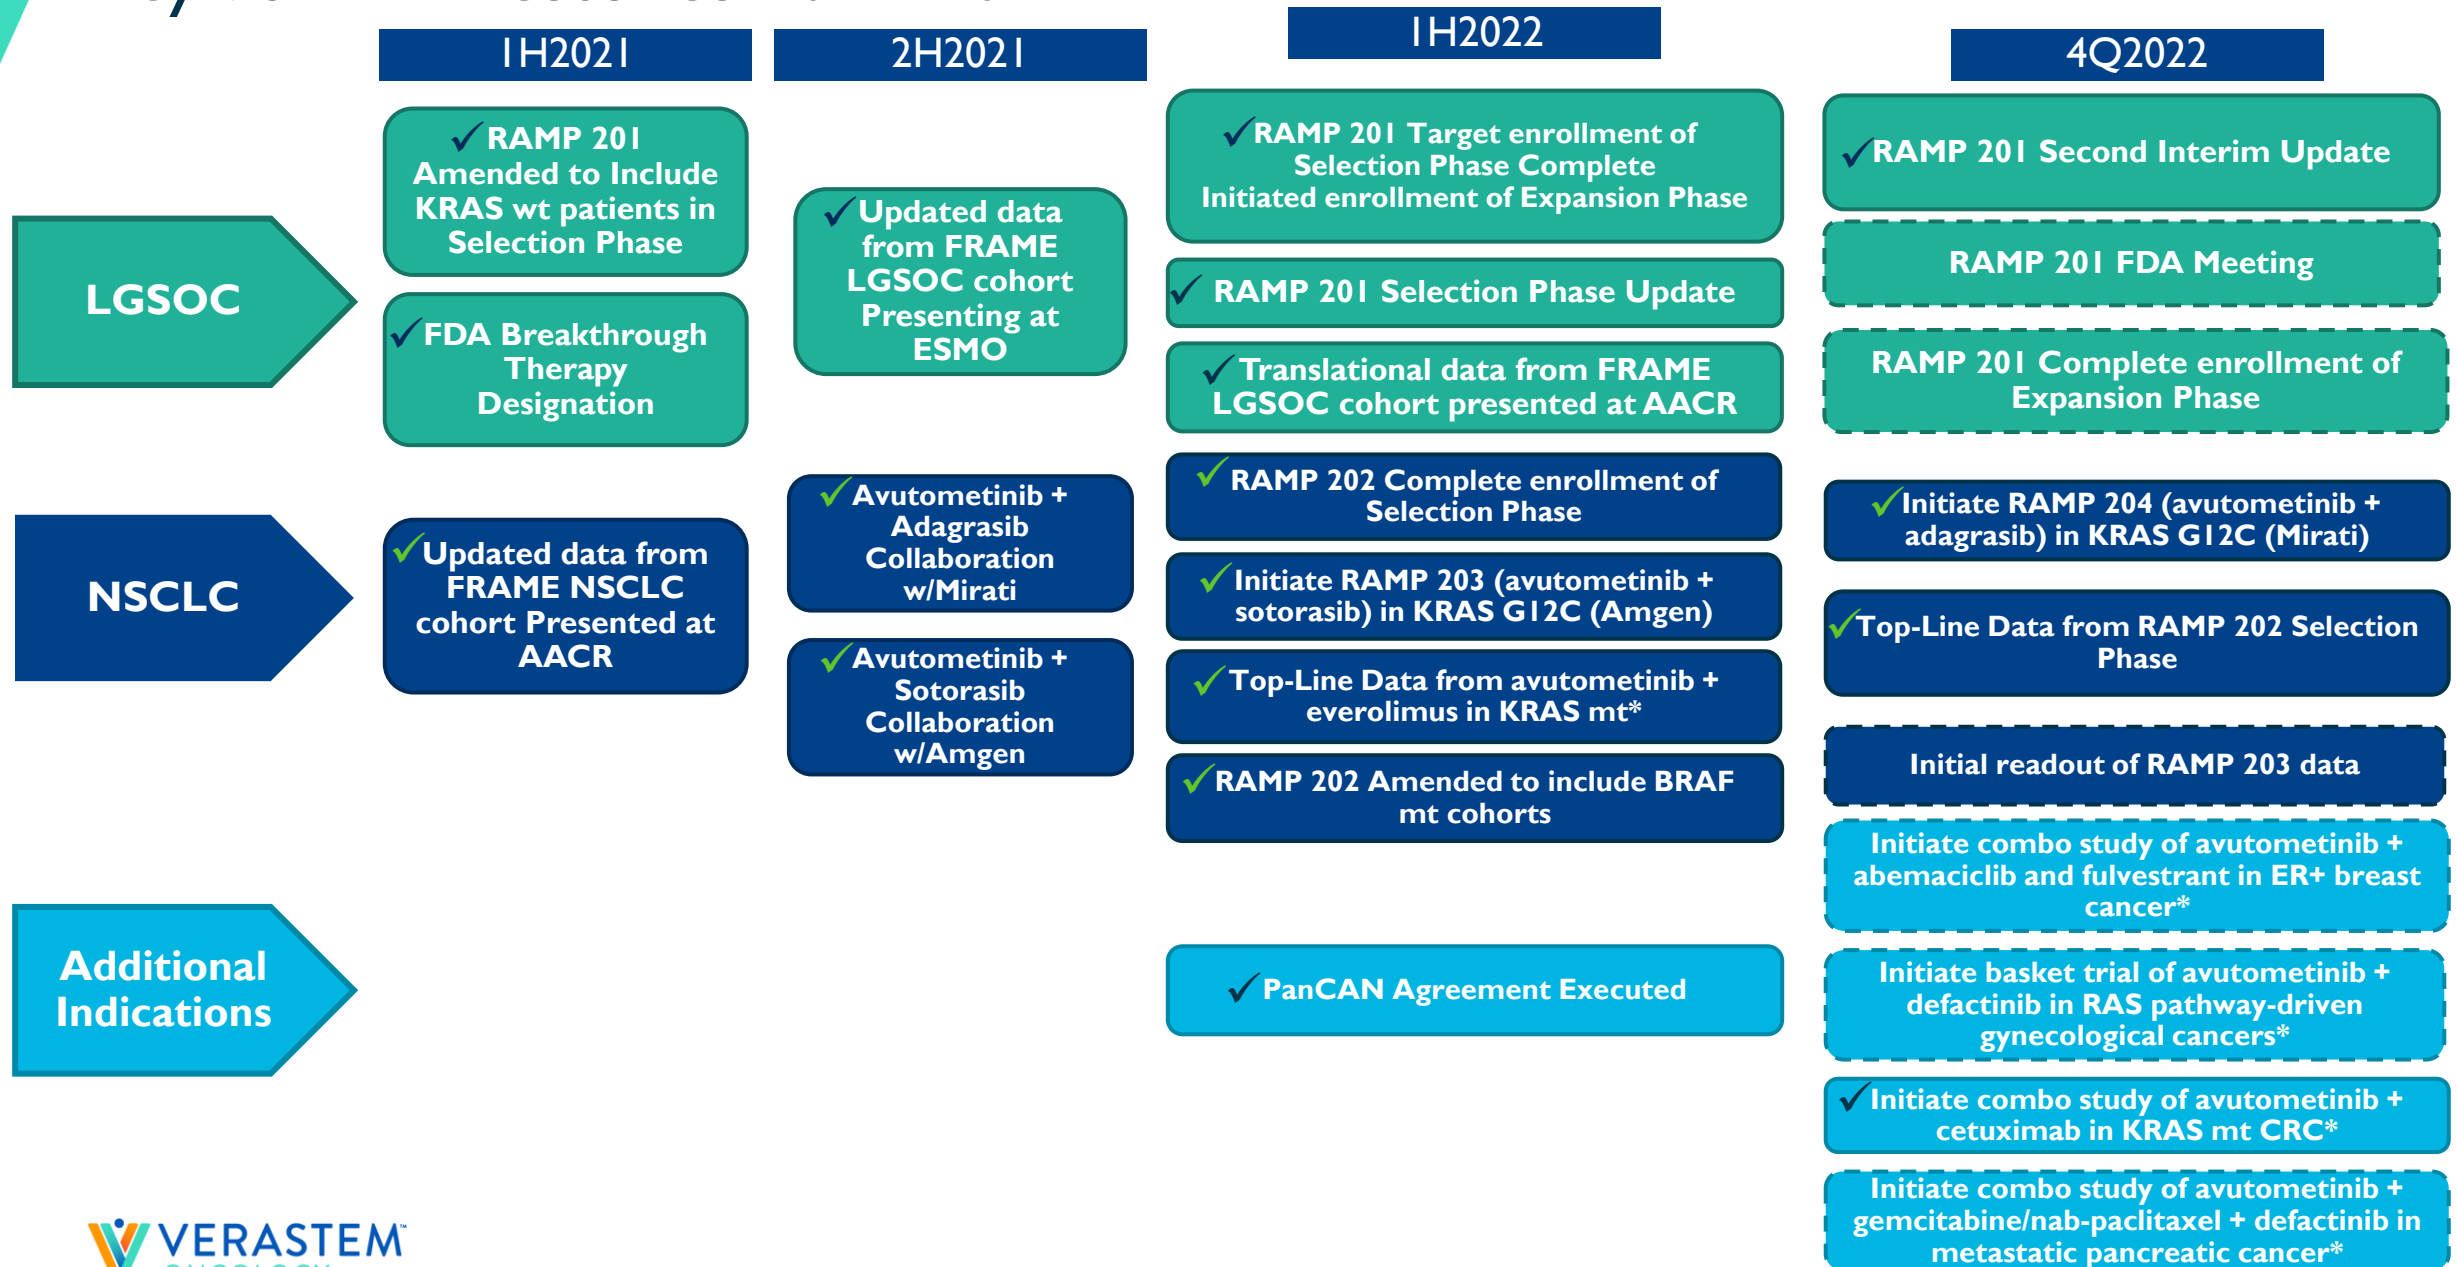 1H2021
2H2021
1H2022
4Q2022
LGSOC
RAMP 201
Amended to Include
KRAS wt patients in
Selection Phase
FDA Breakthrough
Therapy
Designation
Updated data
from FRAME
LGSOC cohort
Presenting at
ESMO
RAMP 201 Target enrollment of
Selection Phase Complete
Initiated enrollment of Expansion Phase
RAMP 201 Selection Phase Update
Translational data from FRAME
LGSOC cohort presented at AACR
RAMP 201 Second Interim Update
RAMP 201 FDA Meeting
RAMP 201 Complete enrollment of
Expansion Phase
NSCLC
Updated data from
FRAME NSCLC
cohort Presented at
AACR
Avutometinib +
Adagrasib
Collaboration
w/Mirati
Avutometinib +
Sotorasib
Collaboration
w/Amgen
RAMP 202 Complete enrollment of
Selection Phase
Initiate RAMP 203 (avutometinib +
sotorasib) in KRAS G12C (Amgen)
Top-Line Data from avutometinib +
everolimus in KRAS mt*
RAMP 202 Amended to include BRAF
mt cohorts
Initiate RAMP 204 (avutometinib +
adagrasib) in KRAS G12C (Mirati)
Top-Line Data from RAMP 202 Selection
Phase
Initial readout of RAMP 203 data
Additional
Indications
PanCAN Agreement Executed
Initiate combo study of avutometinib +
abemaciclib and fulvestrant in ER+ breast
cancer*
Initiate basket trial of avutometinib +
defactinib in RAS pathway-driven
gynecological cancers*
Initiate combo study of avutometinib +
cetuximab in KRAS mt CRC*
Initiate combo study of avutometinib +
gemcitabine/nab-paclitaxel + defactinib in
metastatic pancreatic cancer*
VERASTEM™